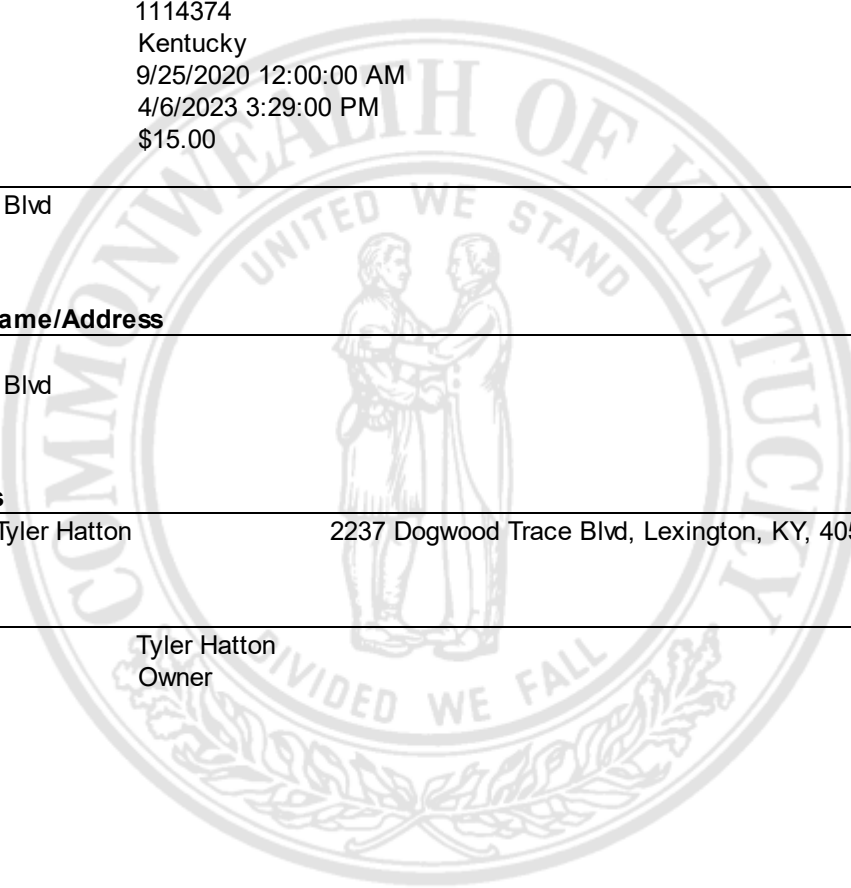 1114374
Kentucky
9/25/2020 12:00:00 AM
4/6/2023 3:29:00 PM
$15.00
Blvd
ame/Address
Blvd
s
Tyler Hatton 2237 Dogwood Trace Blvd, Lexington, KY, 405
Tyler Hatton
Owner
COMMONWEALTH OF KENTUCKY
UNITED WE STAND
DIVIDED WE FALL